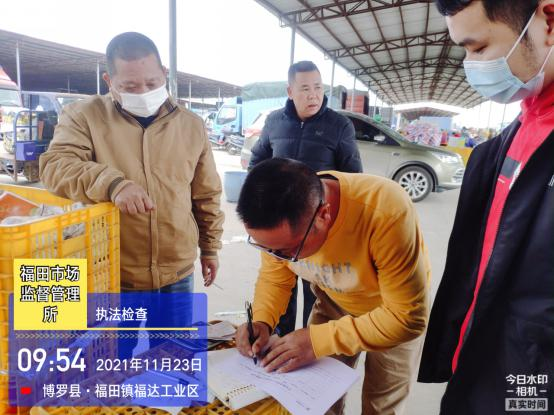 福田市场
监督管理
所
执法检查
09:54
2021年11月23日
博罗县·福田镇福达工业区
今日水印
-相机-
真实时间